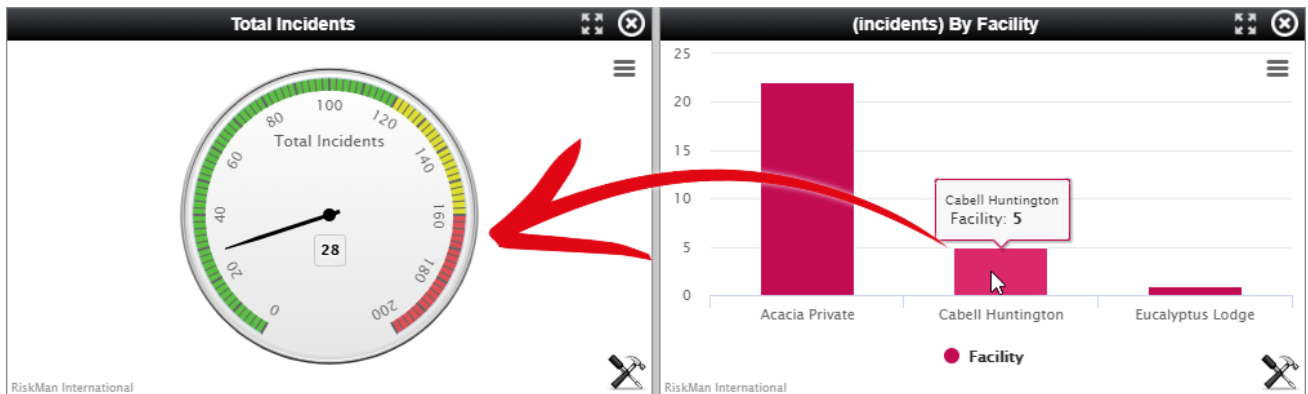 Total Incidents
0
20
40
60
80
100
120
140
160
180
200
Total Incidents
28
RiskMan International
(incidents) By Facility
25
20
15
10
5
0
Cabell Huntington
Facility: 5
Acacia Private
Cabell Huntington
Eucalyptus Lodge
Facility
RiskMan International